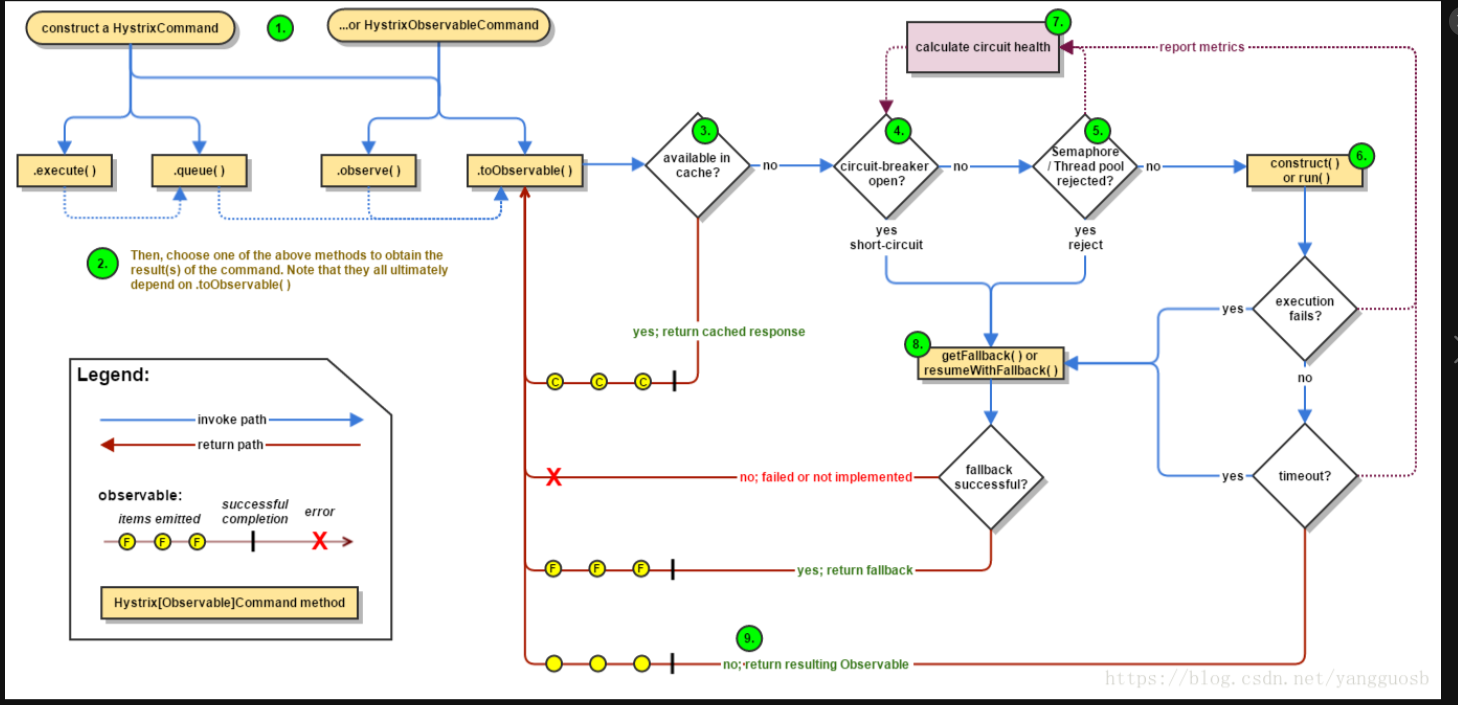 construct a HystrixCommand
1.
...or HystrixObservableCommand
7.
calculate circuit health
report metrics
.execute( )
.queue( )
.observe( )
.toObservable( )
3.
available in
cache?
no
4.
circuit-breaker
open?
no
5.
Semaphore
/ Thread pool
rejected?
no
6.
construct( )
or run( )
yes
short-circuit
yes
reject
2.
Then, choose one of the above methods to obtain the
result(s) of the command. Note that they all ultimately
depend on .toObservable( )
yes; return cached response
C
C
C
8.
getFallback( ) or
resumeWithFallback( )
yes
execution
fails?
no
Legend:
invoke path
return path
observable:
items emitted
successful
completion
error
F
F
F
X
Hystrix[Observable]Command method
X
no; failed or not implemented
fallback
successful?
yes
timeout?
F
F
F
yes; return fallback
9.
no; return resulting Observable
https://blog.csdn.net/yangguosb